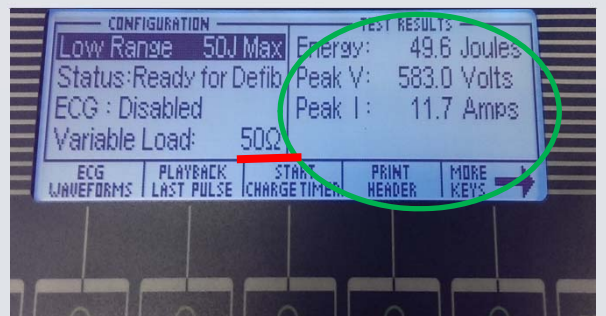 CONFIGURATION
Low Range 50J Max
Status:Ready for Defib
ECG : Disabled
Variable Load: 50Ω
TEST RESULTS
Energy: 49.6 Joules
Peak V: 583.0 Volts
Peak I: 11.7 Amps
ECG WAVEFORMS
PLAYBACK LAST PULSE
START CHARGE TIMER
PRINT HEADER
MORE KEYS